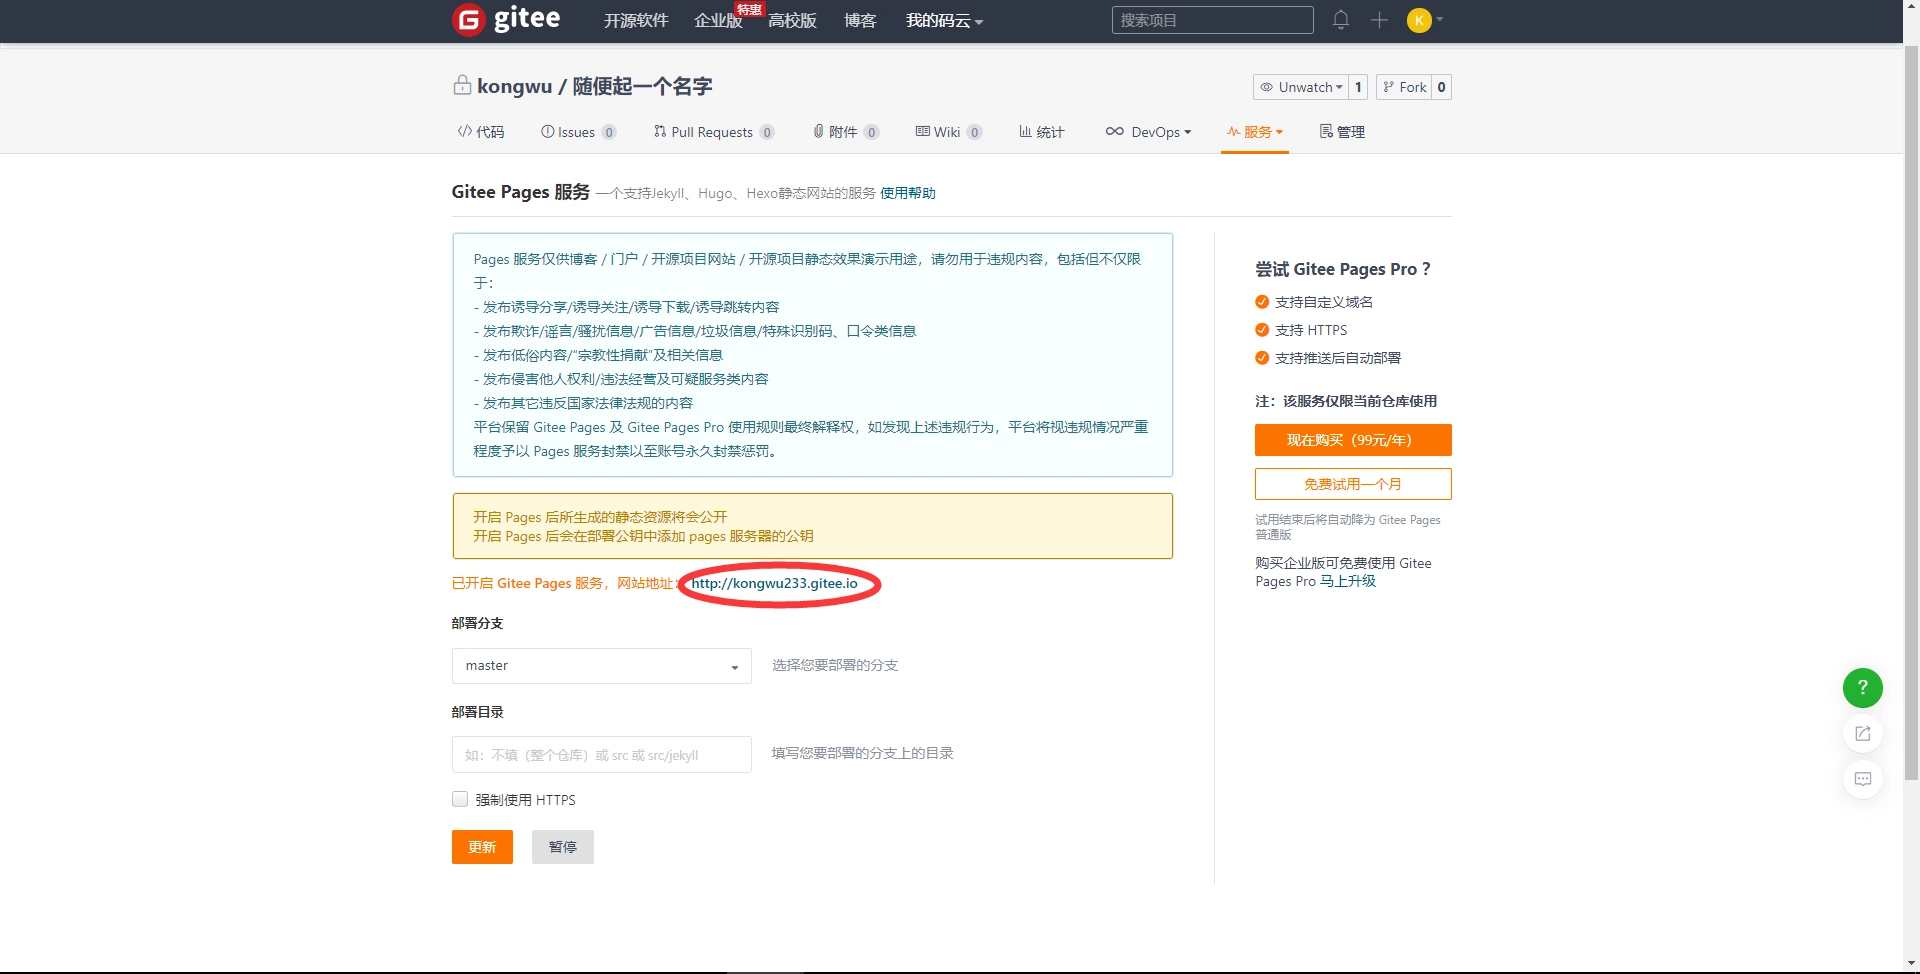 gitee
开源软件
企业版
特惠
高校版
博客
我的码云
搜索项目
K
kongwu / 随便起一个名字
Unwatch
1
Fork
0
代码
Issues 0
Pull Requests 0
附件 0
Wiki 0
统计
DevOps
服务
管理
Gitee Pages 服务 一个支持Jekyll、Hugo、Hexo静态网站的服务 使用帮助
Pages 服务仅供博客 / 门户 / 开源项目网站 / 开源项目静态效果演示用途，请勿用于违规内容，包括但不仅限
于：
- 发布诱导分享/诱导关注/诱导下载/诱导跳转内容
- 发布欺诈/谣言/骚扰信息/广告信息/垃圾信息/特殊识别码、口令类信息
- 发布低俗内容/"宗教性捐献"及相关信息
- 发布侵害他人权利/违法经营及可疑服务类内容
- 发布其它违反国家法律法规的内容
平台保留 Gitee Pages 及 Gitee Pages Pro 使用规则最终解释权，如发现上述违规行为，平台将视违规情况严重
程度予以 Pages 服务封禁以至账号永久封禁惩罚。
开启 Pages 后所生成的静态资源将会公开
开启 Pages 后会在部署公钥中添加 pages 服务器的公钥
已开启 Gitee Pages 服务，网站地址： http://kongwu233.gitee.io
部署分支
master
选择您要部署的分支
部署目录
如：不填（整个仓库）或 src 或 src/jekyll
填写您要部署的分支上的目录
强制使用 HTTPS
更新
暂停
尝试 Gitee Pages Pro ？
支持自定义域名
支持 HTTPS
支持推送后自动部署
注：该服务仅限当前仓库使用
现在购买（99元/年）
免费试用一个月
试用结束后将自动降为 Gitee Pages
普通版
购买企业版可免费使用 Gitee
Pages Pro 马上升级
?